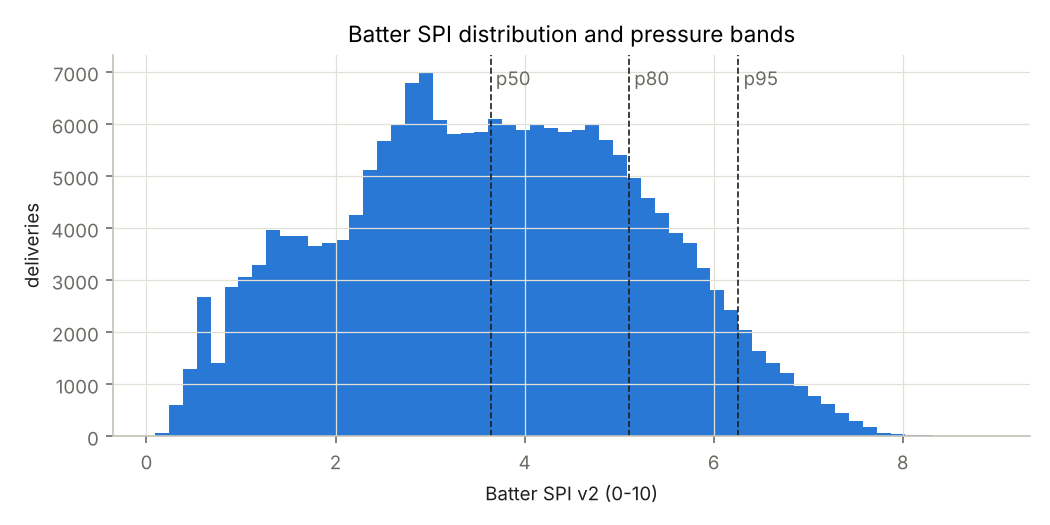 Batter SPI distribution and pressure bands
p50
p80
p95
7000
6000
5000
4000
3000
2000
1000
0
deliveries
0
2
4
6
8
Batter SPI v2 (0-10)